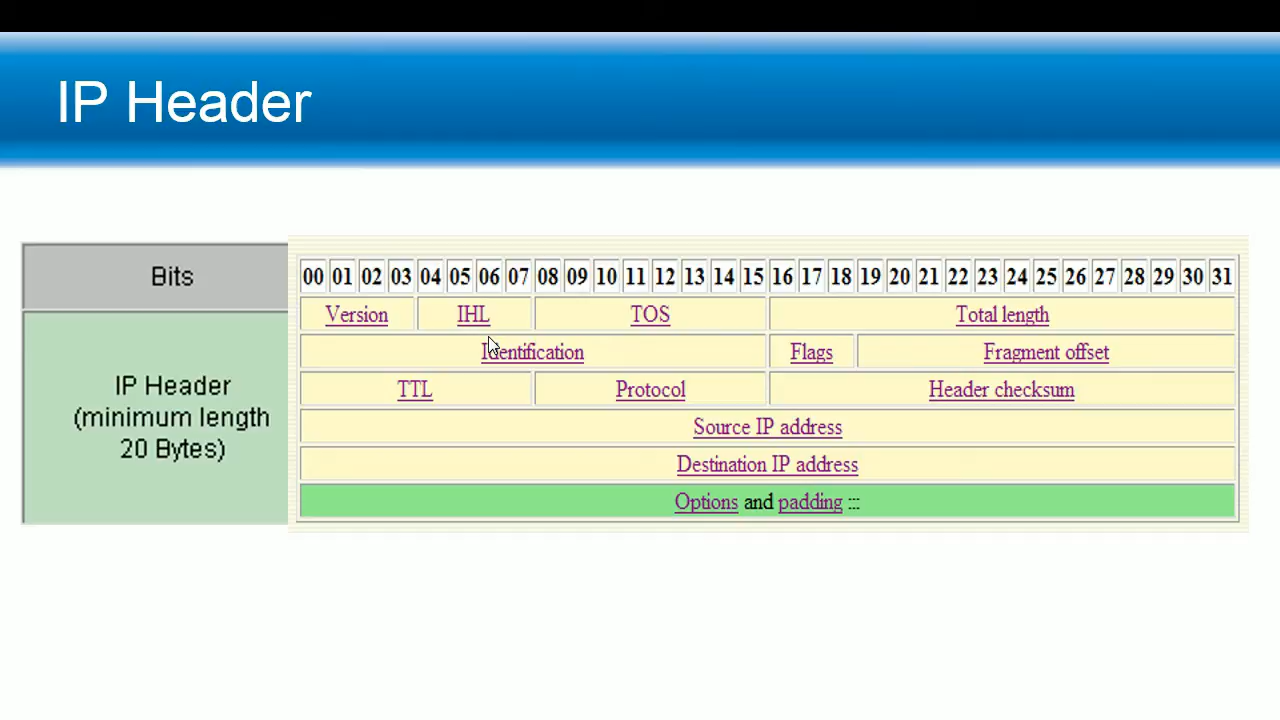 IP Header
Bits
00 01 02 03 04 05 06 07 08 09 10 11 12 13 14 15 16 17 18 19 20 21 22 23 24 25 26 27 28 29 30 31
IP Header
(minimum length
20 Bytes)
Version IHL TOS Total length
Identification Flags Fragment offset
TTL Protocol Header checksum
Source IP address
Destination IP address
Options and padding :::